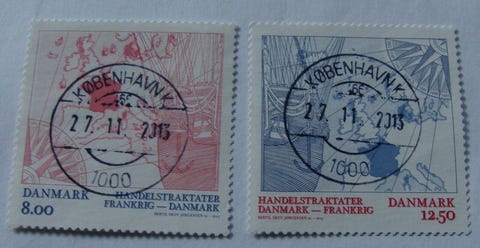 KØBENHAVN K.
27.11.2013
1000
DANMARK
8.00
HANDELSTRAKTATER
FRANKRIG — DANMARK
KØBENHAVN K.
27.11.2013
1000
HANDELSTRAKTATER
DANMARK — FRANKRIG
DANMARK
12.50